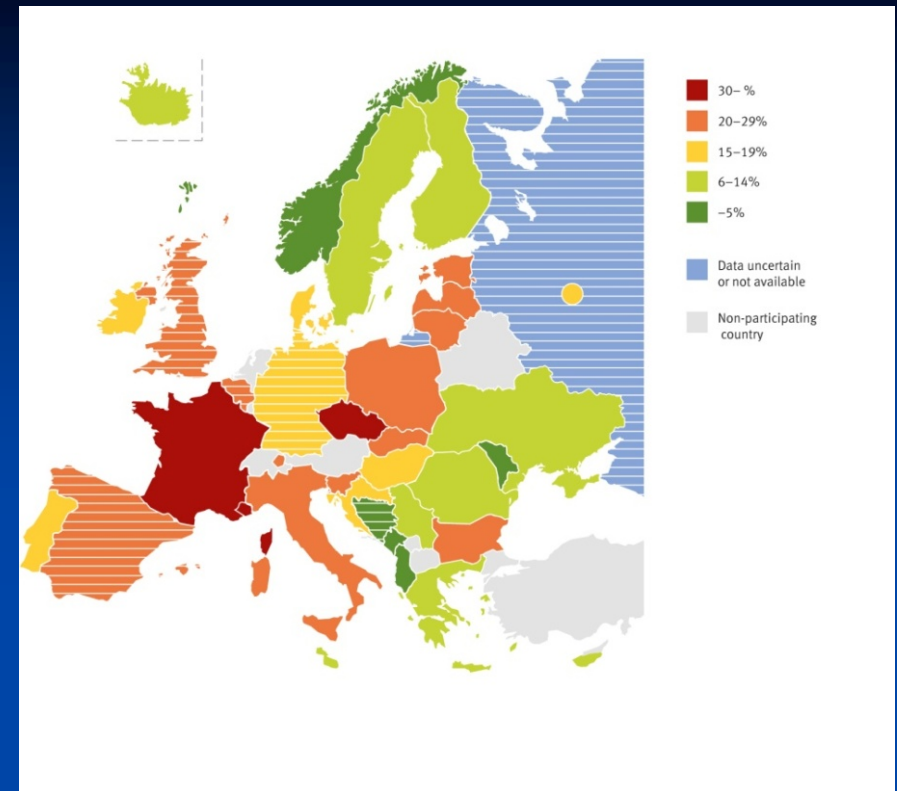 30– %
20–29%
15–19%
6–14%
–5%
Data uncertain
or not available
Non-participating
country